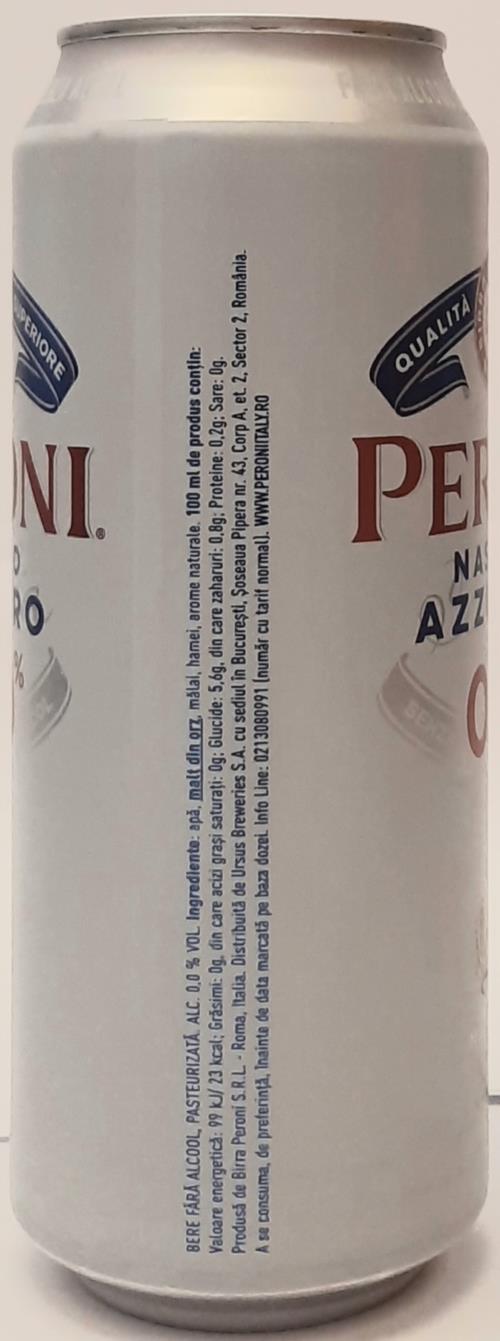 SUPERIORE
ONI.
RO
%
BERE FĂRĂ ALCOOL, PASTEURIZATĂ. ALC. 0,0 % VOL. Ingrediente: apă, malț din orz, mălai, hamei, arome naturale. 100 ml de produs conțin:
Valoare energetică: 99 kJ/ 23 kcal; Grăsimi: 0g, din care acizi grași saturați: 0g; Glucide: 5,6g, din care zaharuri: 0,8g; Proteine: 0,2g; Sare: 0g.
Produsă de Birra Peroni S.R.L. - Roma, Italia. Distribuită de Ursus Breweries S.A. cu sediul în București, Șoseaua Pipera nr. 43, Corp A, et. 2, Sector 2, România.
A se consuma, de preferință, înainte de data marcată pe baza dozei. Info Line: 0213080991 (număr cu tarif normal). WWW.PERONIITALY.RO
QUALITÀ
PER
NAS
AZZ
0